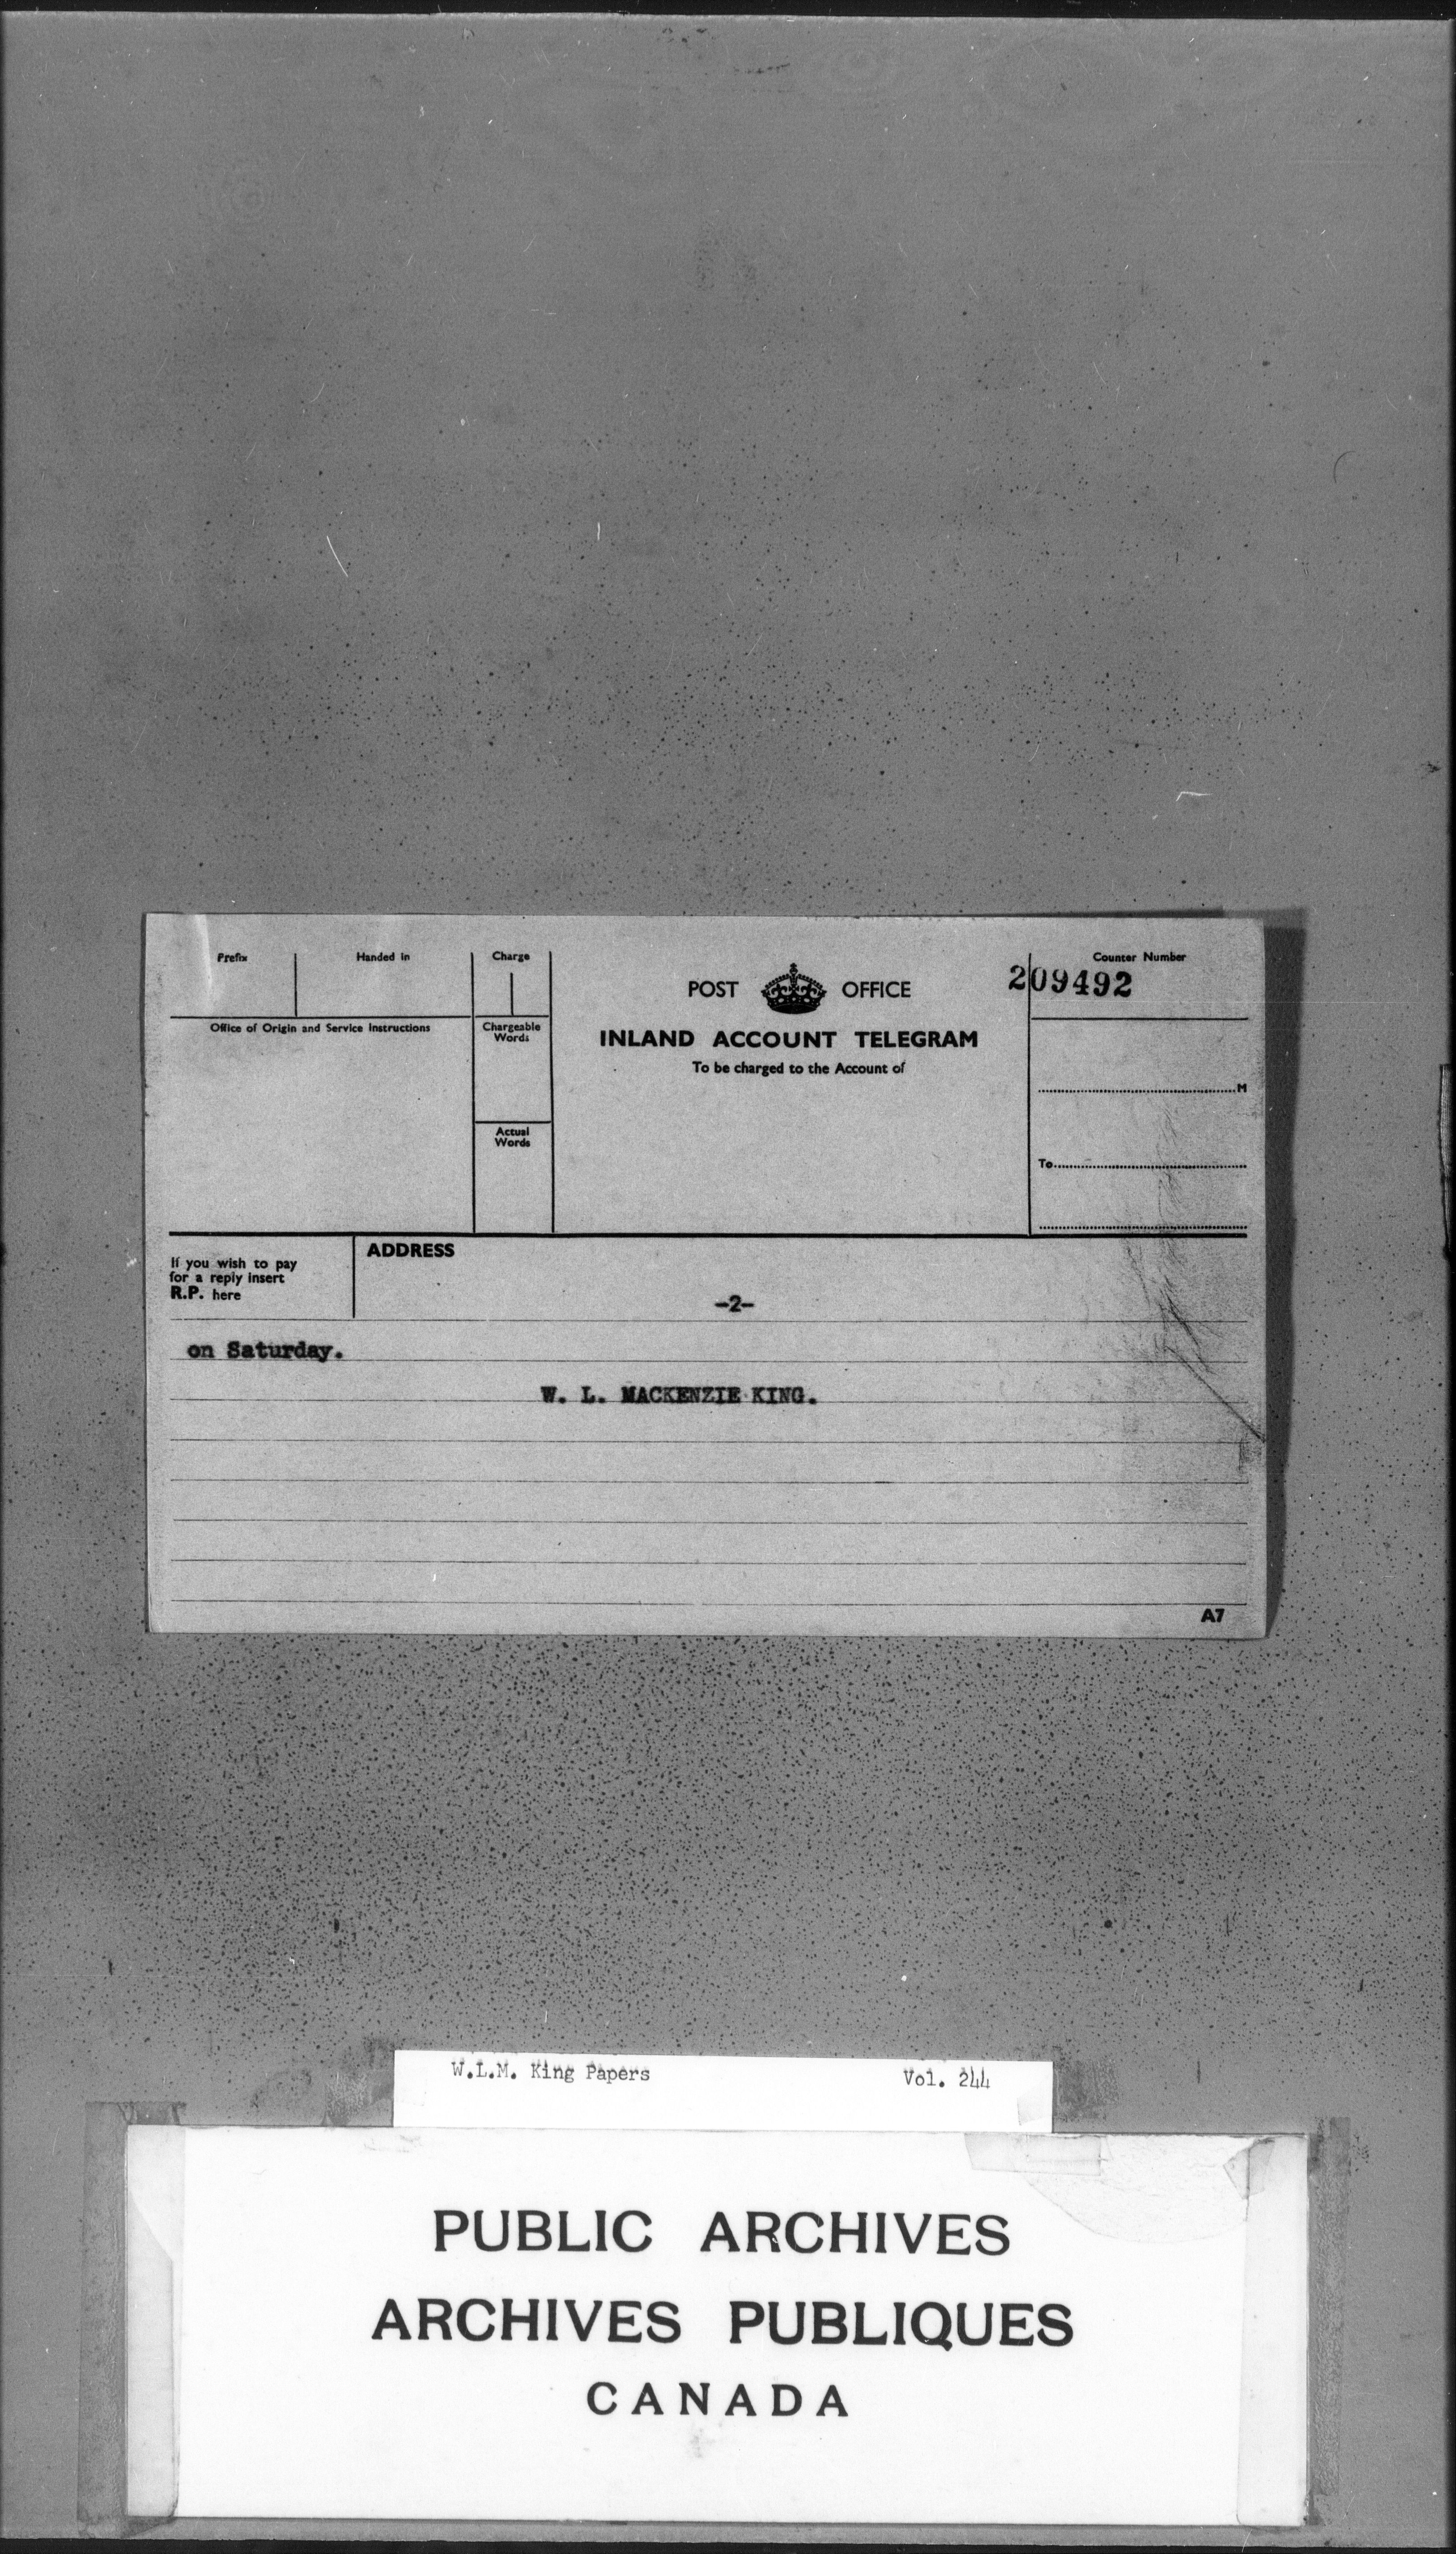 Prefix Handed in Charge Counter Number
209492
POST OFFICE
Office of Origin and Service Instructions
Chargeable
Words
INLAND ACCOUNT TELEGRAM
To be charged to the Account of
M
Actual
Words
To
If you wish to pay
for a reply insert
R.P. here
ADDRESS
-2-
on Saturday.
W. L. MACKENZIE KING.
A7
W.L.M. King Papers Vol. 244
PUBLIC ARCHIVES
ARCHIVES PUBLIQUES
CANADA